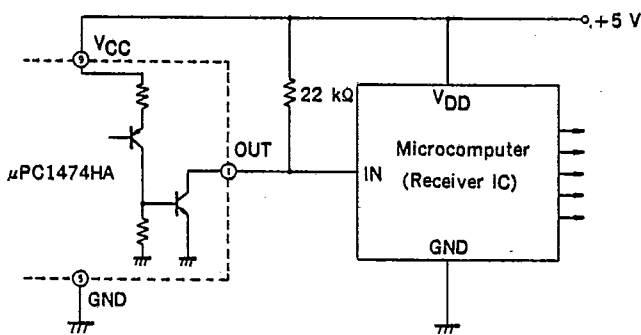 +5 V
9
VCC
22 kΩ
VDD
OUT
μPC1474HA
1
IN
Microcomputer
(Receiver IC)
GND
5
GND